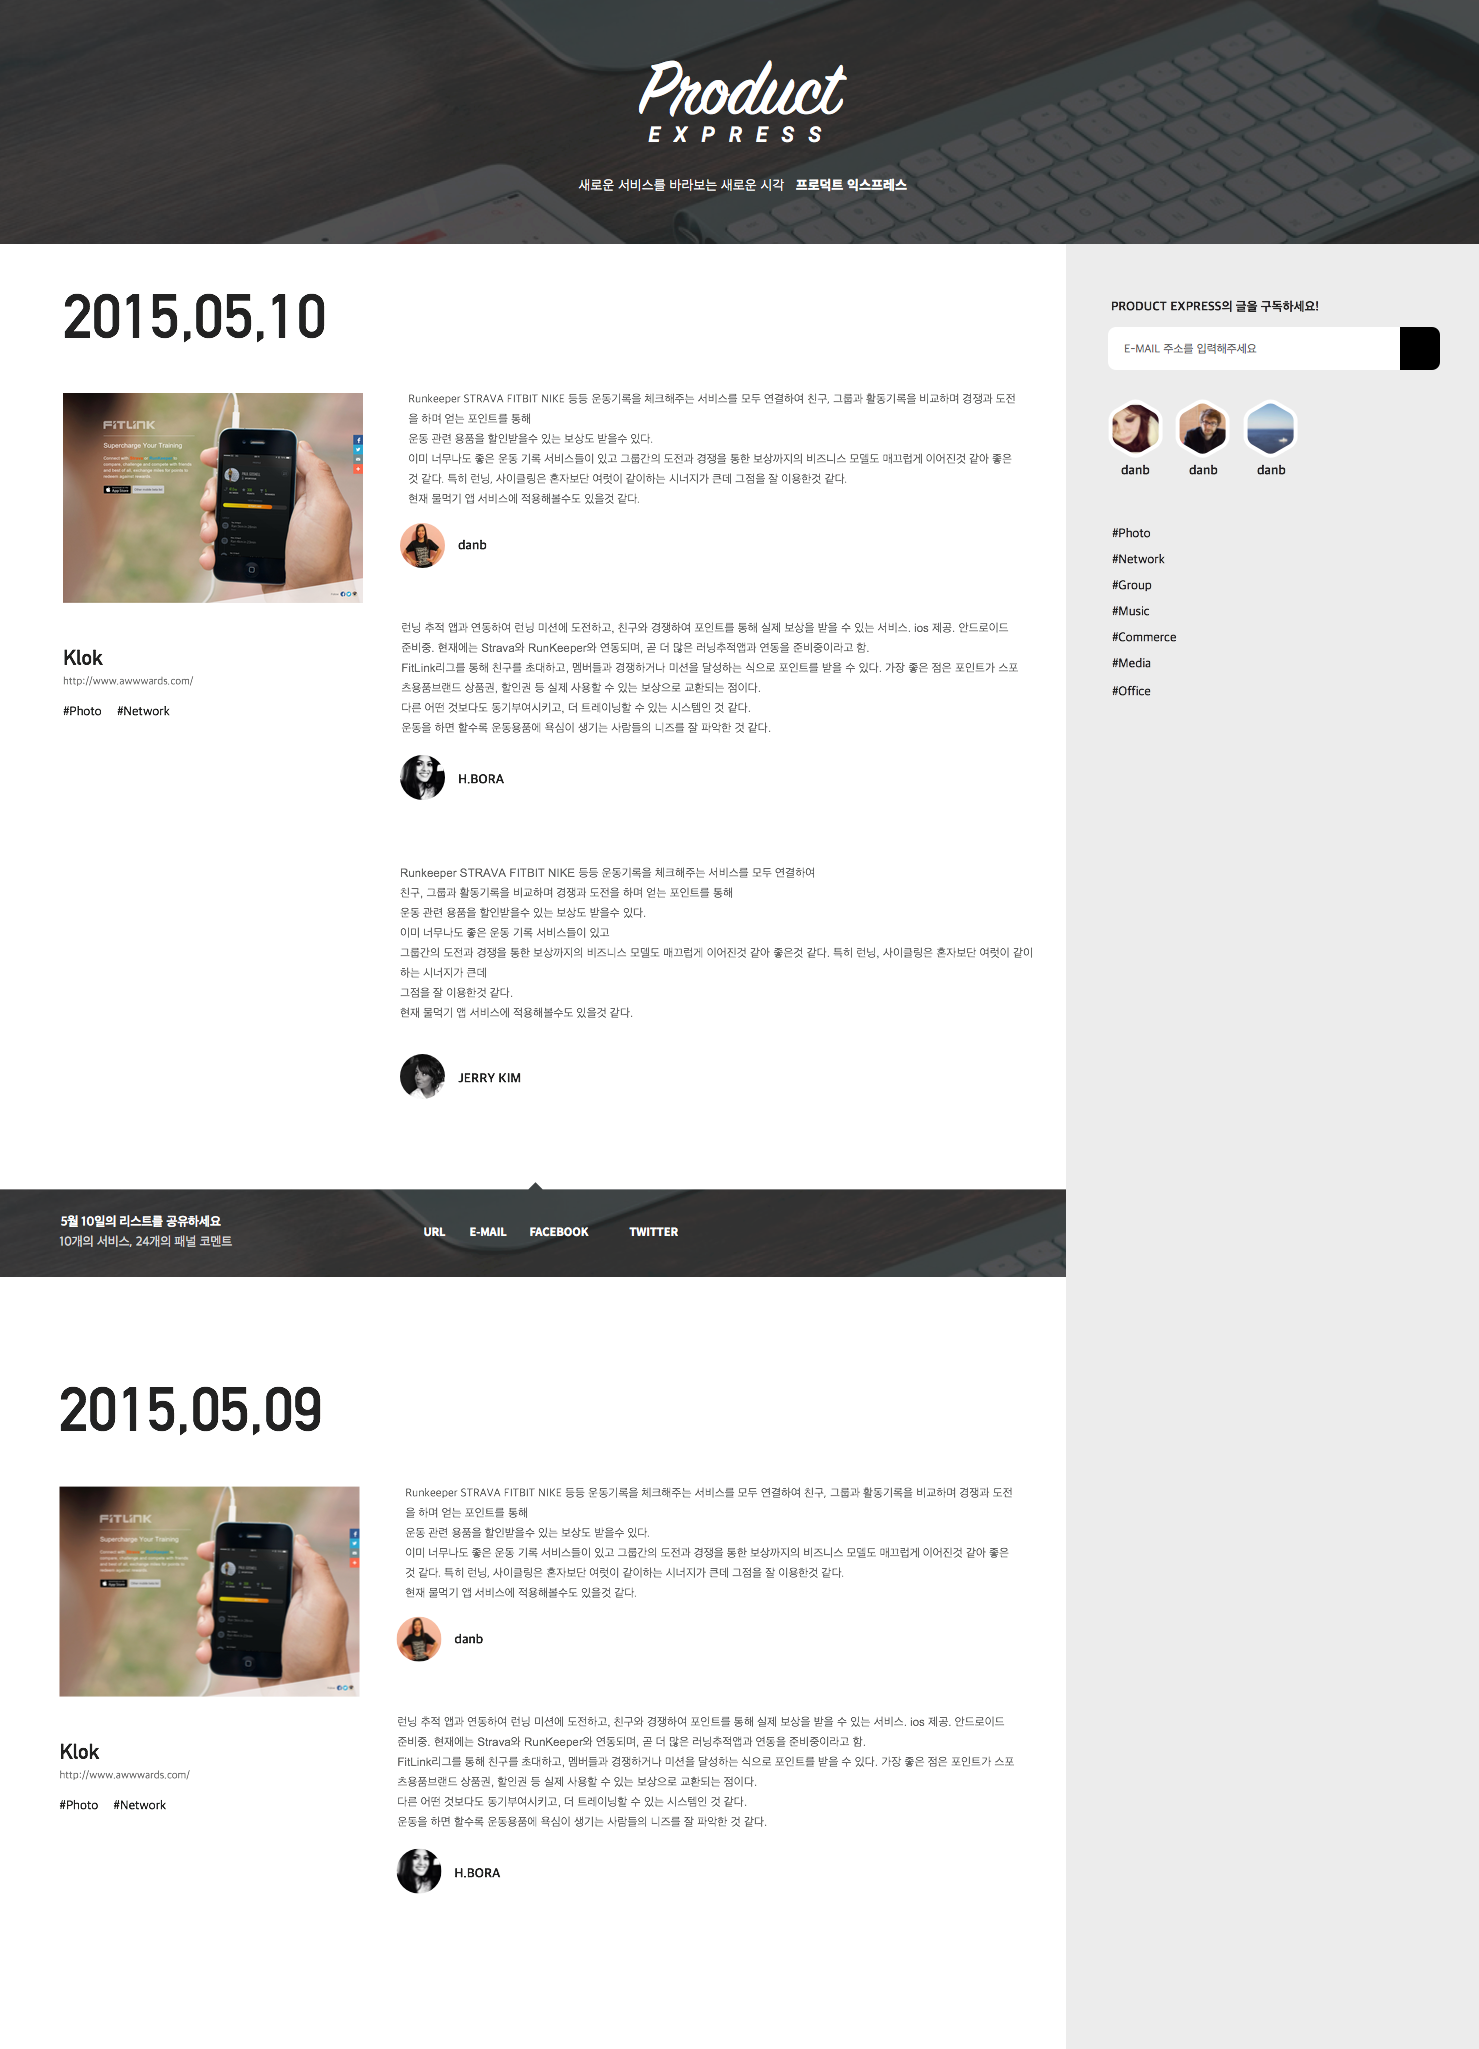 Product
EXPRESS
새로운 서비스를 바라보는 새로운 시각 프로덕트 익스프레스
2015.05.10
FiTLiNK
Supercharge Your Training
compare, challenge and compete with friends
and best of all, exchange miles for points to
redeem against rewards.
App Store
Klok
http://www.awwwards.com/
#Photo #Network
Runkeeper STRAVA FITBIT NIKE 등등 운동기록을 체크해주는 서비스를 모두 연결하여 친구, 그룹과 활동기록을 비교하며 경쟁과 도전
을 하며 얻는 포인트를 통해
운동 관련 용품을 할인받을수 있는 보상도 받을수 있다.
이미 너무나도 좋은 운동 기록 서비스들이 있고 그룹간의 도전과 경쟁을 통한 보상까지의 비즈니스 모델도 매끄럽게 이어진것 같아 좋은
것 같다. 특히 런닝, 사이클링은 혼자보단 여럿이 같이하는 시너지가 큰데 그점을 잘 이용한것 같다.
현재 물먹기 앱 서비스에 적용해볼수도 있을것 같다.
danb
런닝 추적 앱과 연동하여 런닝 미션에 도전하고, 친구와 경쟁하여 포인트를 통해 실제 보상을 받을 수 있는 서비스. ios 제공. 안드로이드
준비중. 현재에는 Strava와 RunKeeper와 연동되며, 곧 더 많은 러닝추적앱과 연동을 준비중이라고 함.
FitLink리그를 통해 친구를 초대하고, 멤버들과 경쟁하거나 미션을 달성하는 식으로 포인트를 받을 수 있다. 가장 좋은 점은 포인트가 스포
츠용품브랜드 상품권, 할인권 등 실제 사용할 수 있는 보상으로 교환되는 점이다.
다른 어떤 것보다도 동기부여시키고, 더 트레이닝할 수 있는 시스템인 것 같다.
운동을 하면 할수록 운동용품에 욕심이 생기는 사람들의 니즈를 잘 파악한 것 같다.
H.BORA
Runkeeper STRAVA FITBIT NIKE 등등 운동기록을 체크해주는 서비스를 모두 연결하여
친구, 그룹과 활동기록을 비교하며 경쟁과 도전을 하며 얻는 포인트를 통해
운동 관련 용품을 할인받을수 있는 보상도 받을수 있다.
이미 너무나도 좋은 운동 기록 서비스들이 있고
그룹간의 도전과 경쟁을 통한 보상까지의 비즈니스 모델도 매끄럽게 이어진것 같아 좋은것 같다. 특히 런닝, 사이클링은 혼자보단 여럿이 같이
하는 시너지가 큰데
그점을 잘 이용한것 같다.
현재 물먹기 앱 서비스에 적용해볼수도 있을것 같다.
JERRY KIM
5월 10일의 리스트를 공유하세요
10개의 서비스, 24개의 패널 코멘트
URL E-MAIL FACEBOOK TWITTER
2015.05.09
FiTLiNK
Supercharge Your Training
compare, challenge and compete with friends
and best of all, exchange miles for points to
redeem against rewards.
App Store
Klok
http://www.awwwards.com/
#Photo #Network
Runkeeper STRAVA FITBIT NIKE 등등 운동기록을 체크해주는 서비스를 모두 연결하여 친구, 그룹과 활동기록을 비교하며 경쟁과 도전
을 하며 얻는 포인트를 통해
운동 관련 용품을 할인받을수 있는 보상도 받을수 있다.
이미 너무나도 좋은 운동 기록 서비스들이 있고 그룹간의 도전과 경쟁을 통한 보상까지의 비즈니스 모델도 매끄럽게 이어진것 같아 좋은
것 같다. 특히 런닝, 사이클링은 혼자보단 여럿이 같이하는 시너지가 큰데 그점을 잘 이용한것 같다.
현재 물먹기 앱 서비스에 적용해볼수도 있을것 같다.
danb
런닝 추적 앱과 연동하여 런닝 미션에 도전하고, 친구와 경쟁하여 포인트를 통해 실제 보상을 받을 수 있는 서비스. ios 제공. 안드로이드
준비중. 현재에는 Strava와 RunKeeper와 연동되며, 곧 더 많은 러닝추적앱과 연동을 준비중이라고 함.
FitLink리그를 통해 친구를 초대하고, 멤버들과 경쟁하거나 미션을 달성하는 식으로 포인트를 받을 수 있다. 가장 좋은 점은 포인트가 스포
츠용품브랜드 상품권, 할인권 등 실제 사용할 수 있는 보상으로 교환되는 점이다.
다른 어떤 것보다도 동기부여시키고, 더 트레이닝할 수 있는 시스템인 것 같다.
운동을 하면 할수록 운동용품에 욕심이 생기는 사람들의 니즈를 잘 파악한 것 같다.
H.BORA
PRODUCT EXPRESS의 글을 구독하세요!
E-MAIL 주소를 입력해주세요
danb danb danb
#Photo
#Network
#Group
#Music
#Commerce
#Media
#Office